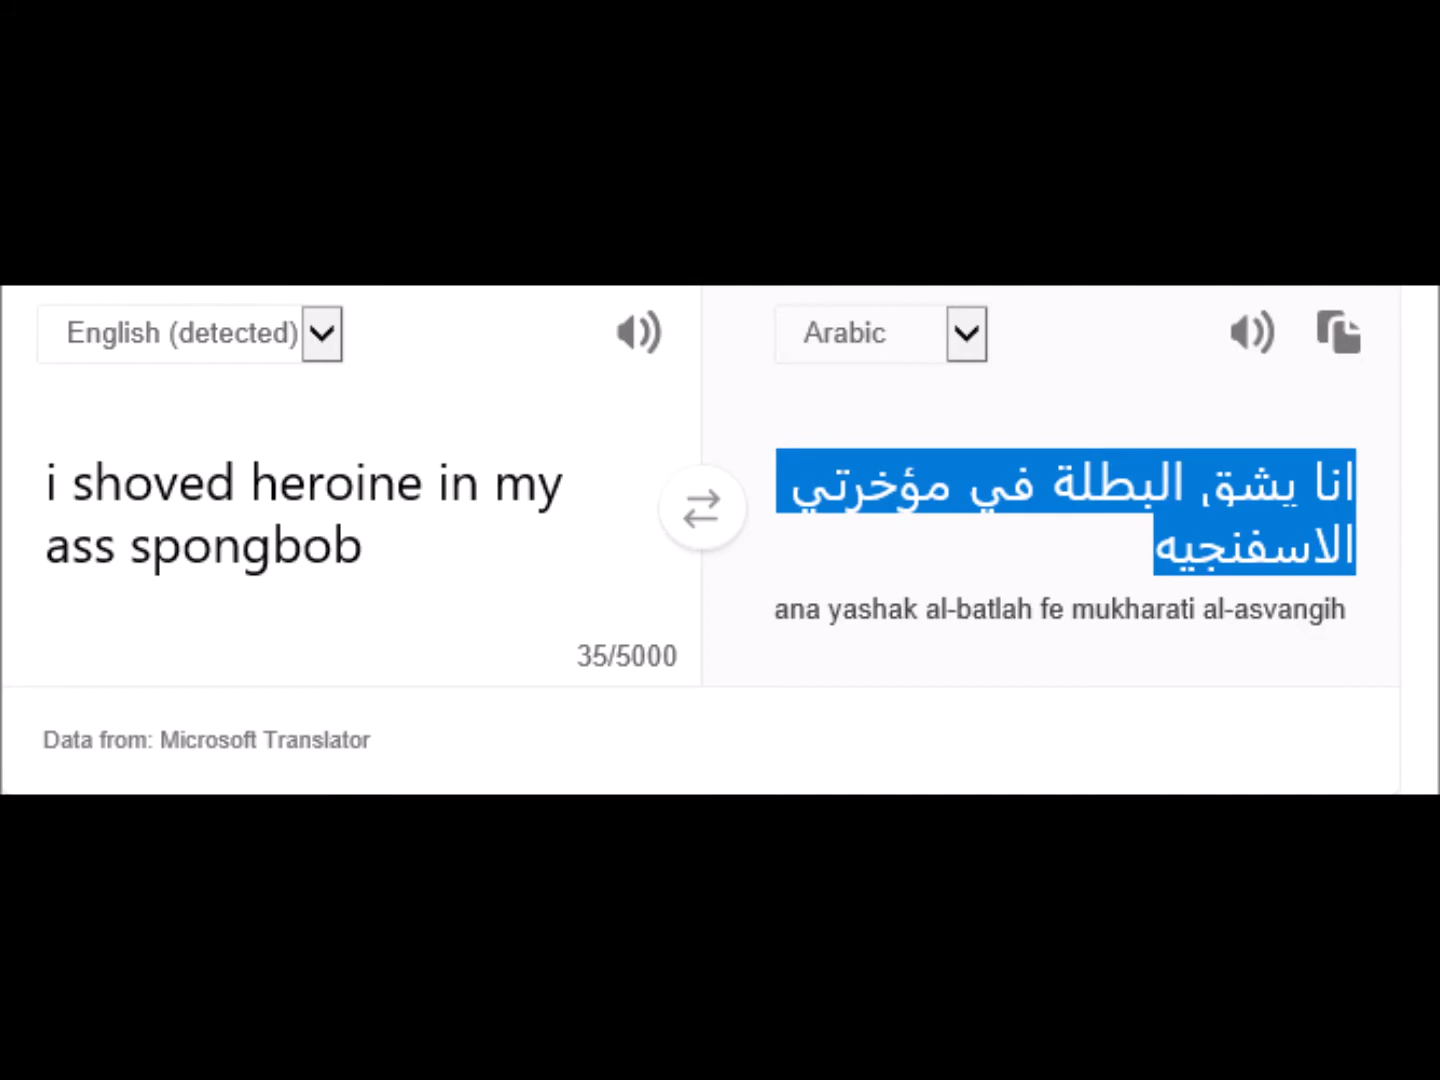 English (detected)
Arabic
i shoved heroine in my
ass spongbob
انا يشق البطلة في مؤخرتي
الاسفنجيه
ana yashak al-batlah fe mukharati al-asvangih
35/5000
Data from: Microsoft Translator